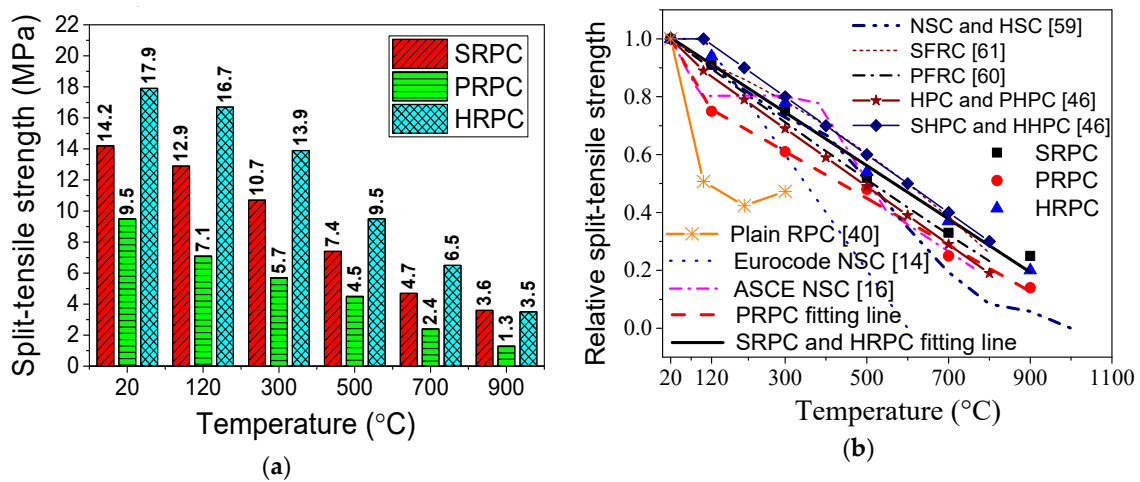 Split-tensile strength (MPa)
22
20
18
16
14
12
10
8
6
4
2
0
SRPC
PRPC
HRPC
14.2
9.5
17.9
12.9
7.1
16.7
10.7
5.7
13.9
7.4
4.5
9.5
4.7
2.4
6.5
3.6
1.3
3.5
20
120
300
500
700
900
Temperature (°C)
(a)
Relative split-tensile strength
1.0
0.8
0.6
0.4
0.2
0.0
NSC and HSC [59]
SFRC [61]
PFRC [60]
HPC and PHPC [46]
SHPC and HHPC [46]
SRPC
PRPC
HRPC
Plain RPC [40]
Eurocode NSC [14]
ASCE NSC [16]
PRPC fitting line
SRPC and HRPC fitting line
20
120
300
500
700
900
1100
Temperature (°C)
(b)